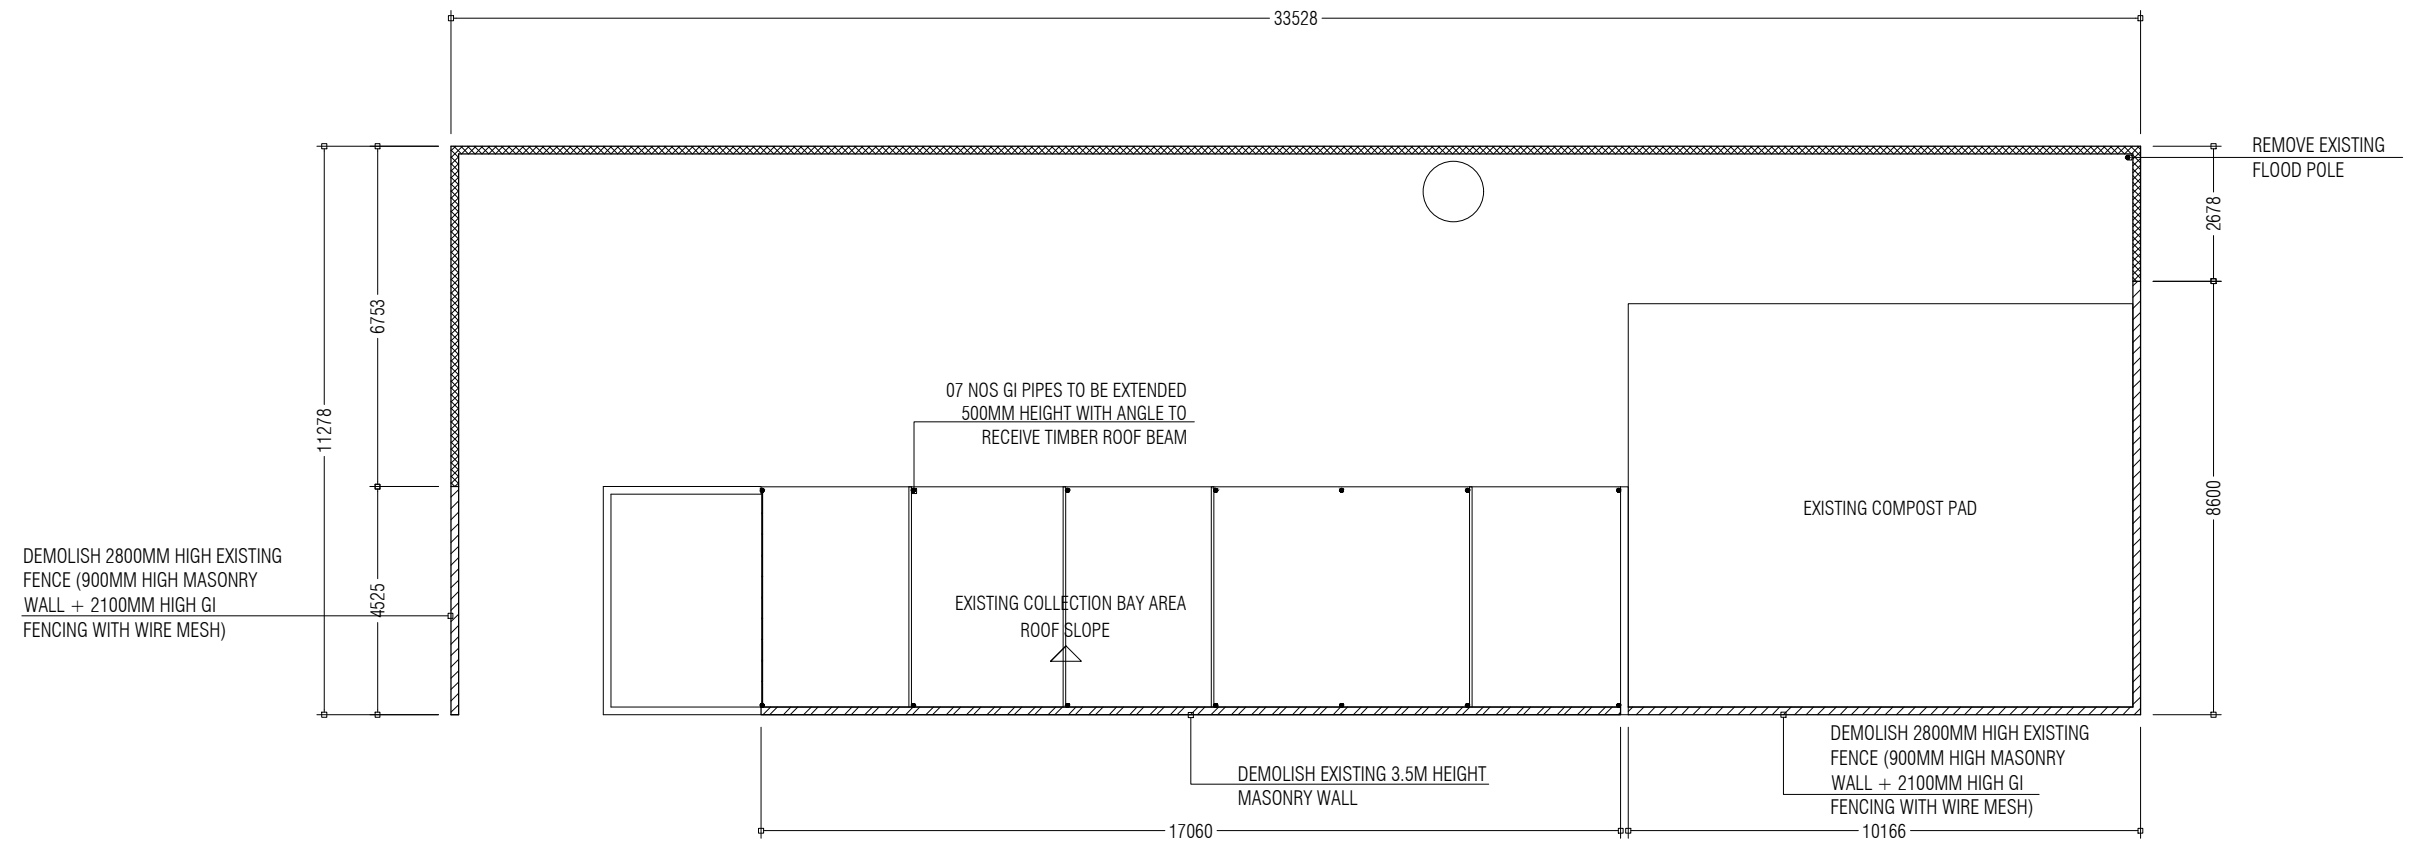 33528
REMOVE EXISTING
FLOOD POLE
2678
6753
11278
07 NOS GI PIPES TO BE EXTENDED
500MM HEIGHT WITH ANGLE TO
RECEIVE TIMBER ROOF BEAM
8600
EXISTING COMPOST PAD
DEMOLISH 2800MM HIGH EXISTING
FENCE (900MM HIGH MASONRY
WALL + 2100MM HIGH GI
FENCING WITH WIRE MESH)
4525
EXISTING COLLECTION BAY AREA
ROOF SLOPE
DEMOLISH EXISTING 3.5M HEIGHT
MASONRY WALL
DEMOLISH 2800MM HIGH EXISTING
FENCE (900MM HIGH MASONRY
WALL + 2100MM HIGH GI
FENCING WITH WIRE MESH)
17060
10166